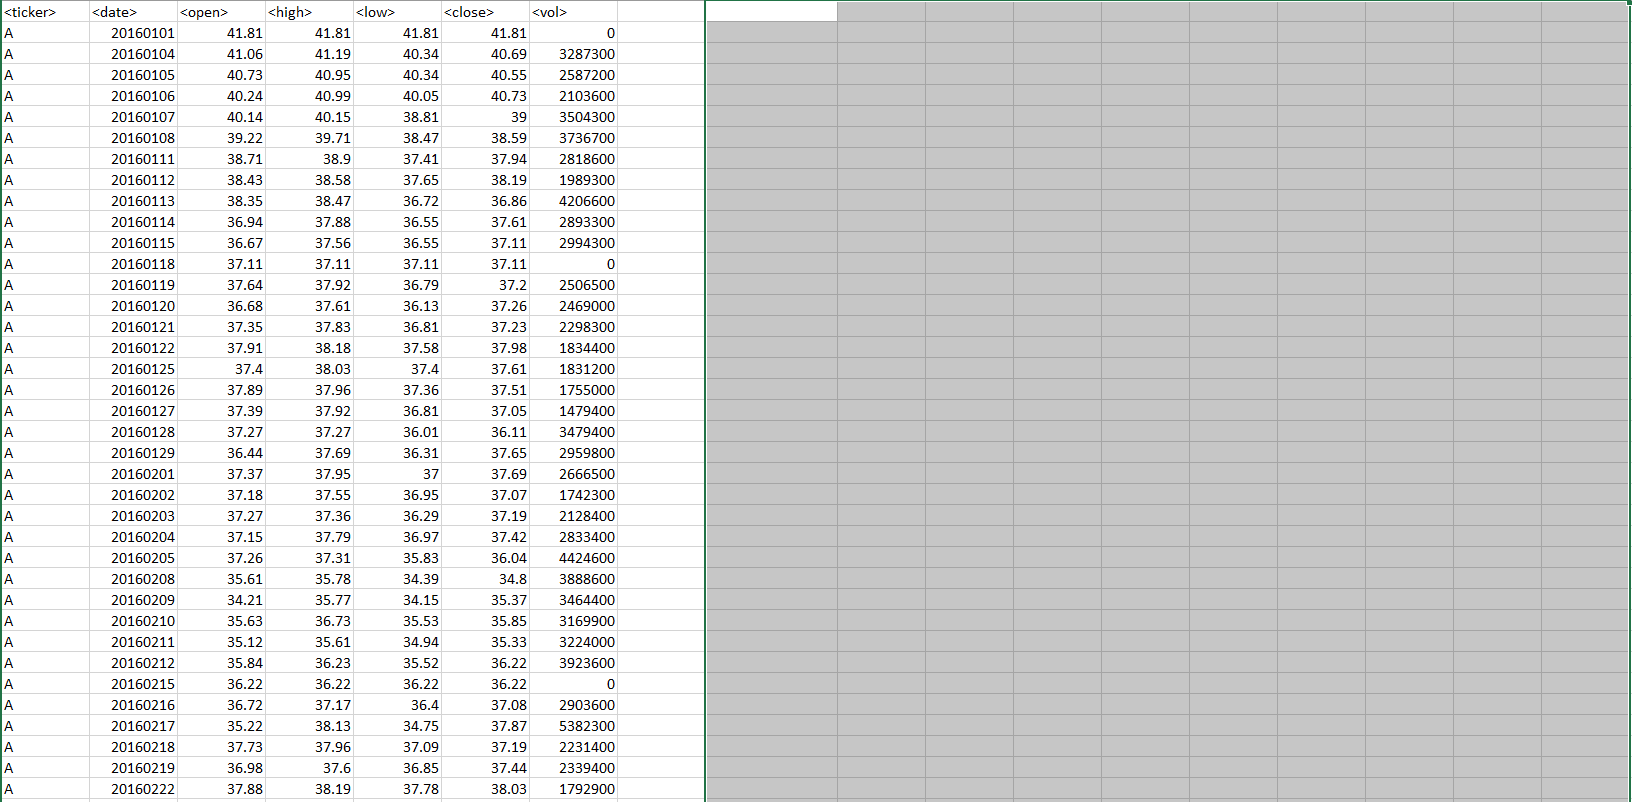 <ticker> <date> <open> <high> <low> <close> <vol>
A 20160101 41.81 41.81 41.81 41.81 0
A 20160104 41.06 41.19 40.34 40.69 3287300
A 20160105 40.73 40.95 40.34 40.55 2587200
A 20160106 40.24 40.99 40.05 40.73 2103600
A 20160107 40.14 40.15 38.81 39 3504300
A 20160108 39.22 39.71 38.47 38.59 3736700
A 20160111 38.71 38.9 37.41 37.94 2818600
A 20160112 38.43 38.58 37.65 38.19 1989300
A 20160113 38.35 38.47 36.72 36.86 4206600
A 20160114 36.94 37.88 36.55 37.61 2893300
A 20160115 36.67 37.56 36.55 37.11 2994300
A 20160118 37.11 37.11 37.11 37.11 0
A 20160119 37.64 37.92 36.79 37.2 2506500
A 20160120 36.68 37.61 36.13 37.26 2469000
A 20160121 37.35 37.83 36.81 37.23 2298300
A 20160122 37.91 38.18 37.58 37.98 1834400
A 20160125 37.4 38.03 37.4 37.61 1831200
A 20160126 37.89 37.96 37.36 37.51 1755000
A 20160127 37.39 37.92 36.81 37.05 1479400
A 20160128 37.27 37.27 36.01 36.11 3479400
A 20160129 36.44 37.69 36.31 37.65 2959800
A 20160201 37.37 37.95 37 37.69 2666500
A 20160202 37.18 37.55 36.95 37.07 1742300
A 20160203 37.27 37.36 36.29 37.19 2128400
A 20160204 37.15 37.79 36.97 37.42 2833400
A 20160205 37.26 37.31 35.83 36.04 4424600
A 20160208 35.61 35.78 34.39 34.8 3888600
A 20160209 34.21 35.77 34.15 35.37 3464400
A 20160210 35.63 36.73 35.53 35.85 3169900
A 20160211 35.12 35.61 34.94 35.33 3224000
A 20160212 35.84 36.23 35.52 36.22 3923600
A 20160215 36.22 36.22 36.22 36.22 0
A 20160216 36.72 37.17 36.4 37.08 2903600
A 20160217 35.22 38.13 34.75 37.87 5382300
A 20160218 37.73 37.96 37.09 37.19 2231400
A 20160219 36.98 37.6 36.85 37.44 2339400
A 20160222 37.88 38.19 37.78 38.03 1792900